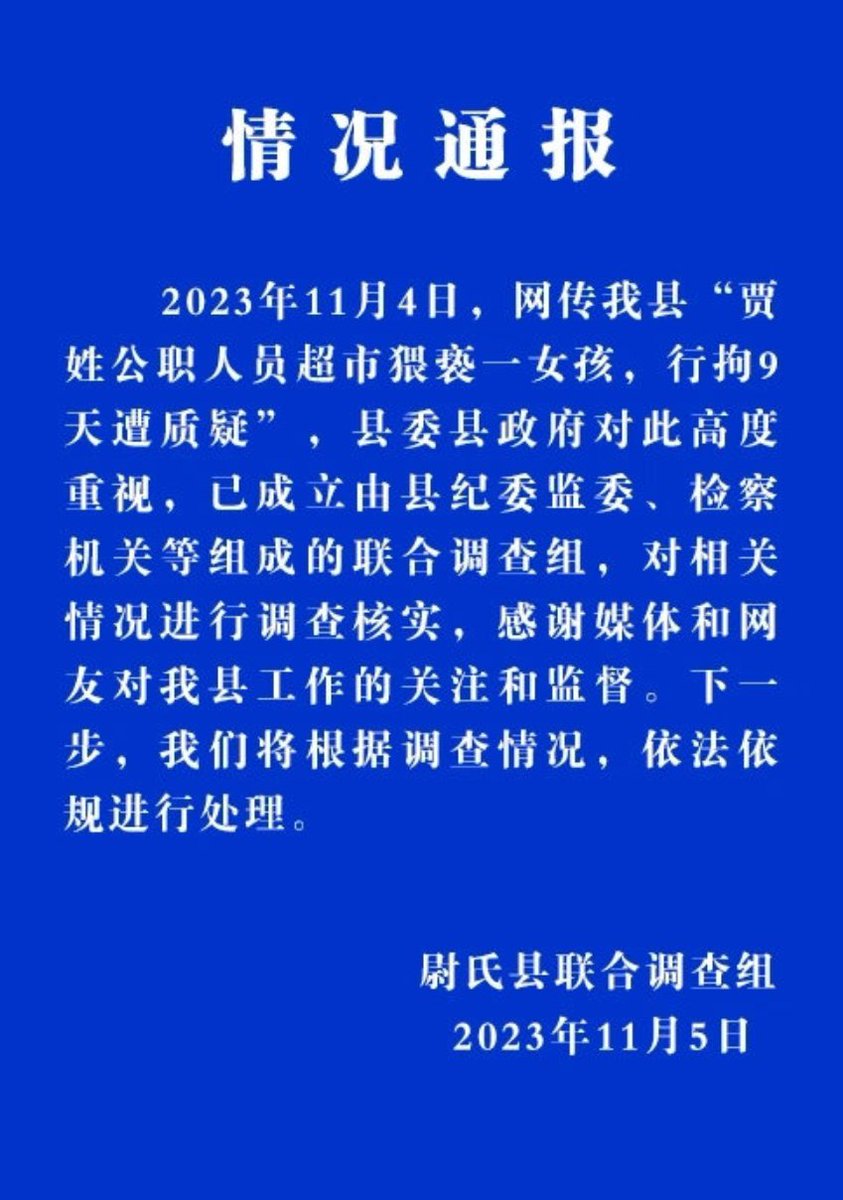 情况通报
2023年11月4日，网传我县“贾
姓公职人员超市猥亵一女孩，行拘9
天遭质疑”，县委县政府对此高度
重视，已成立由县纪委监委、检察
机关等组成的联合调查组，对相关
情况进行调查核实，感谢媒体和网
友对我县工作的关注和监督。下一
步，我们将根据调查情况，依法依
规进行处理。
尉氏县联合调查组
2023年11月5日